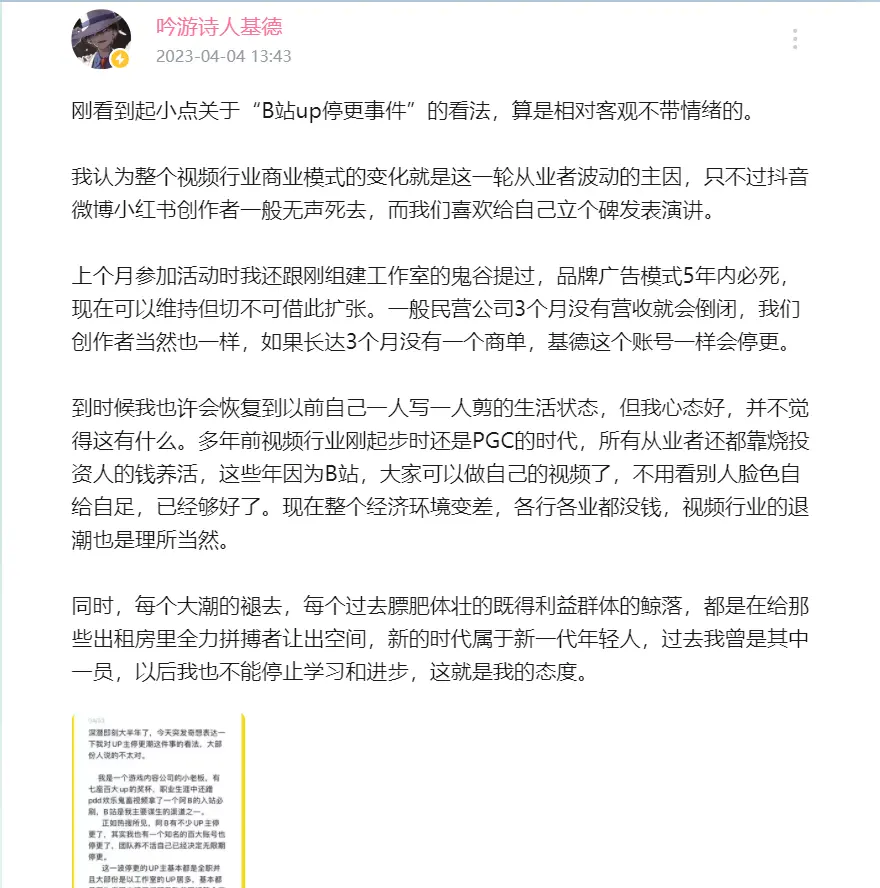 吟游诗人基德
2023-04-04 13:43
刚看到起小点关于“B站up停更事件”的看法，算是相对客观不带情绪的。
我认为整个视频行业商业模式的变化就是这一轮从业者波动的主因，只不过抖音
微博小红书创作者一般无声死去，而我们喜欢给自己立个碑发表演讲。
上个月参加活动时我还跟刚组建工作室的鬼谷提过，品牌广告模式5年内必死，
现在可以维持但切不可借此扩张。一般民营公司3个月没有营收就会倒闭，我们
创作者当然也一样，如果长达3个月没有一个商单，基德这个账号一样会停更。
到时候我也许会恢复到以前自己一人写一人剪的生活状态，但我心态好，并不觉
得这有什么。多年前视频行业刚起步时还是PGC的时代，所有从业者还都靠烧投
资人的钱养活，这些年因为B站，大家可以做自己的视频了，不用看别人脸色自
给自足，已经够好了。现在整个经济环境变差，各行各业都没钱，视频行业的退
潮也是理所当然。
同时，每个大潮的褪去，每个过去膘肥体壮的既得利益群体的鲸落，都是在给那
些出租房里全力拼搏者让出空间，新的时代属于新一代年轻人，过去我曾是其中
一员，以后我也不能停止学习和进步，这就是我的态度。
深潜邸剑大半年了，今天突发奇想表达一
下我对UP主停更潮这件事的看法，大部
份人说的不太对。
我是一个游戏内容公司的小老板，有
七座百大up的奖杯，职业生涯中还蹭
pdd欢乐鬼畜视频拿了一个阿B的入站必
刷，B站是我主要谋生的渠道之一。
正如热搜所见，阿B有不少UP主停
更了，其实我也有一个知名的百大账号也
停更了，团队养不活自己已经决定无限期
停更。
这一波停更的UP主基本都是全职并
且大部份是以工作室的UP居多，基本都